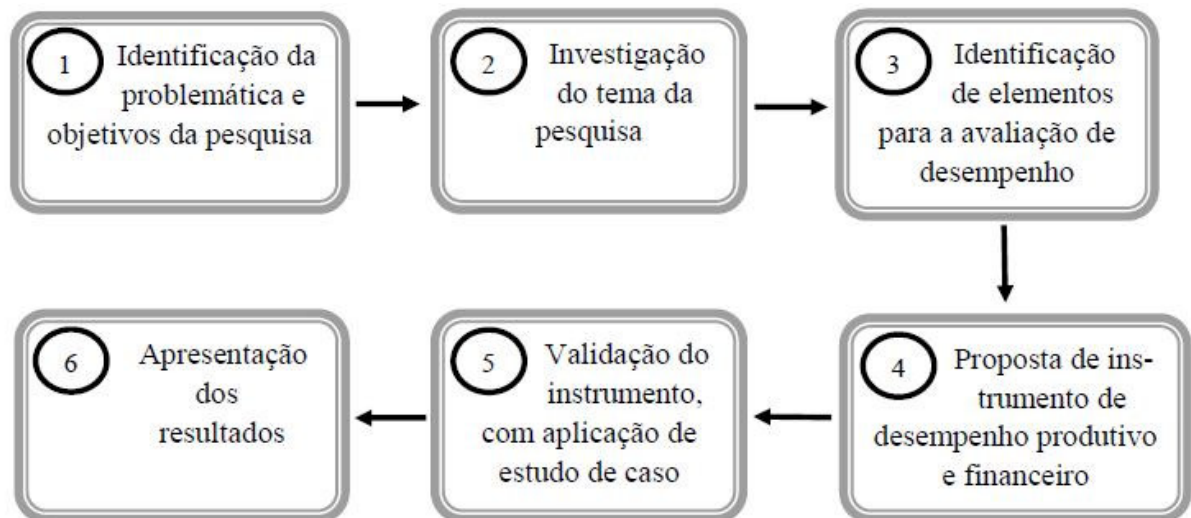 1
Identificação da
problemática e
objetivos da pesquisa
2
Investigação
do tema da
pesquisa
3
Identificação
de elementos
para a avaliação de
desempenho
4
Proposta de ins-
trumento de
desempenho produtivo
e financeiro
5
Validação do
instrumento,
com aplicação de
estudo de caso
6
Apresentação
dos
resultados